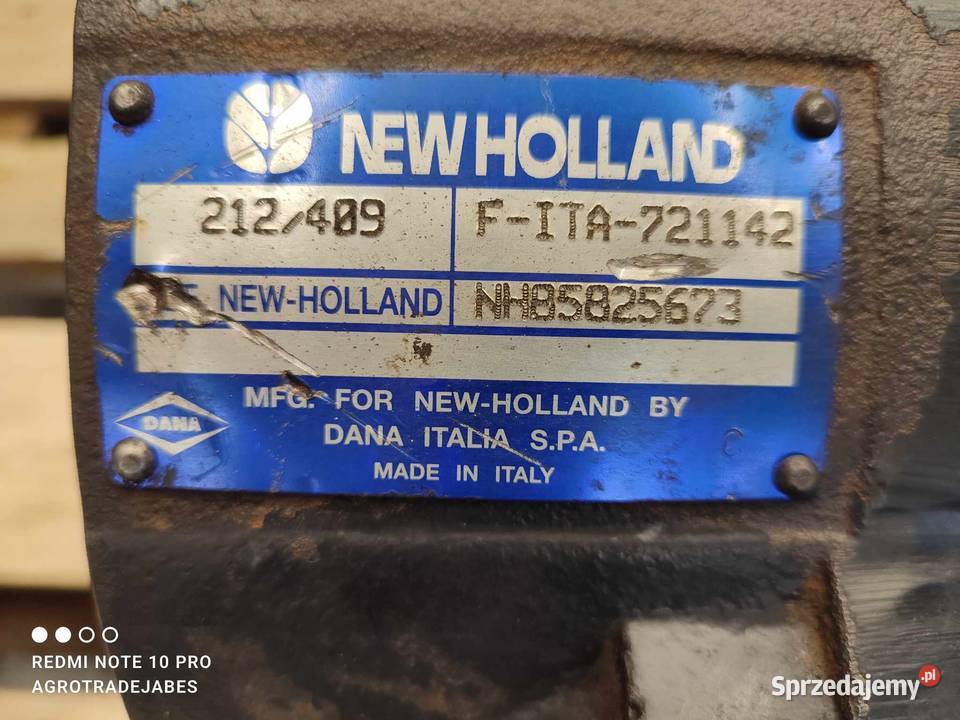 NEW HOLLAND
212/409 F-ITA-721142
NEW-HOLLAND NH85825673
MFG. FOR NEW-HOLLAND BY
DANA DANA ITALIA S.P.A.
MADE IN ITALY
REDMI NOTE 10 PRO
AGROTRADEJABES
Sprzedajemy.pl